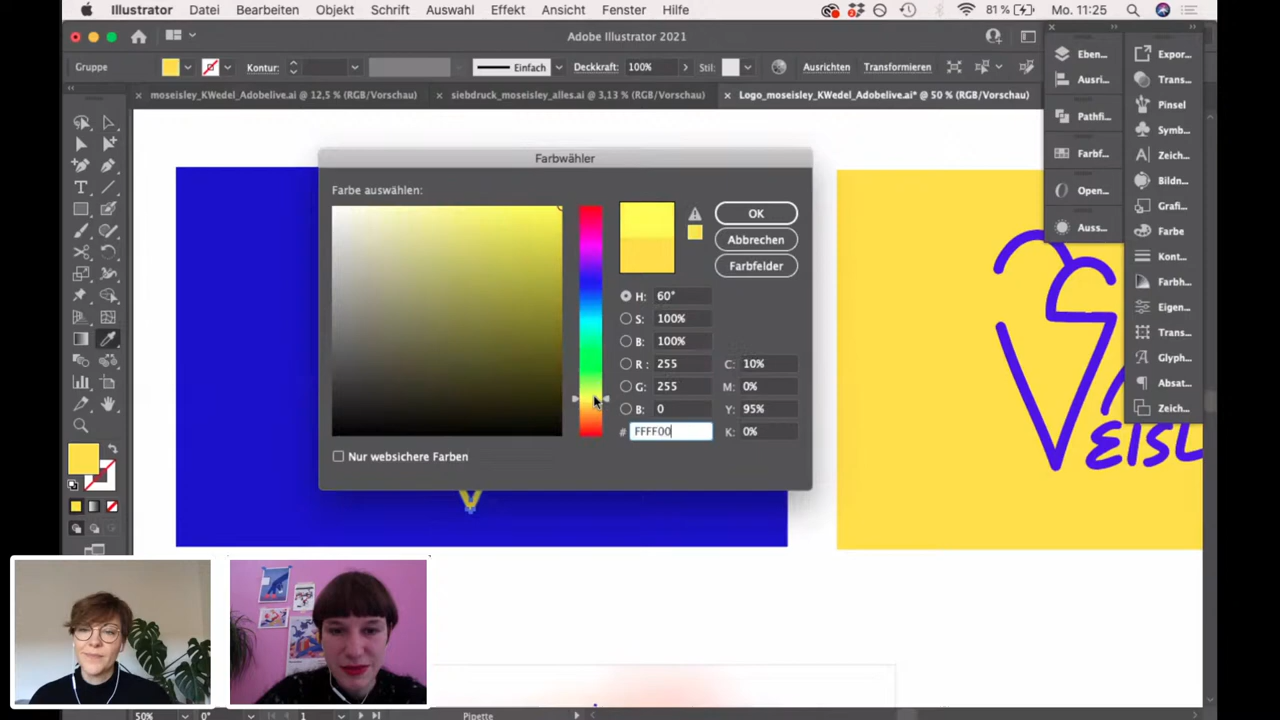 Illustrator Datei Bearbeiten Objekt Schrift Auswahl Effekt Ansicht Fenster Hilfe 81 % Mo. 11:25
Adobe Illustrator 2021
Gruppe Kontur: Einfach Deckkraft: 100% Stil: Ausrichten Transformieren
moseisley_KWedel_Adobelive.ai @ 12,5 % (RGB/Vorschau) siebdruck_moseisley_alles.ai @ 3,13 % (RGB/Vorschau) Logo_moseisley_KWedel_Adobelive.ai* @ 50 % (RGB/Vorschau)
Eben...
Ausri...
Pathfi...
Farbf...
Open...
Auss...
Expor...
Trans...
Pinsel
Symb...
Zeich...
Bildn...
Grafi...
Farbe
Kont...
Farbh...
Eigen...
Trans...
Glyph...
Absat...
Zeich...
Farbwähler
Farbe auswählen:
OK
Abbrechen
Farbfelder
H: 60°
S: 100%
B: 100%
R: 255 C: 10%
G: 255 M: 0%
B: 0 Y: 95%
# FFFF00 K: 0%
Nur websichere Farben
EISL
50% 0° 1 Pipette